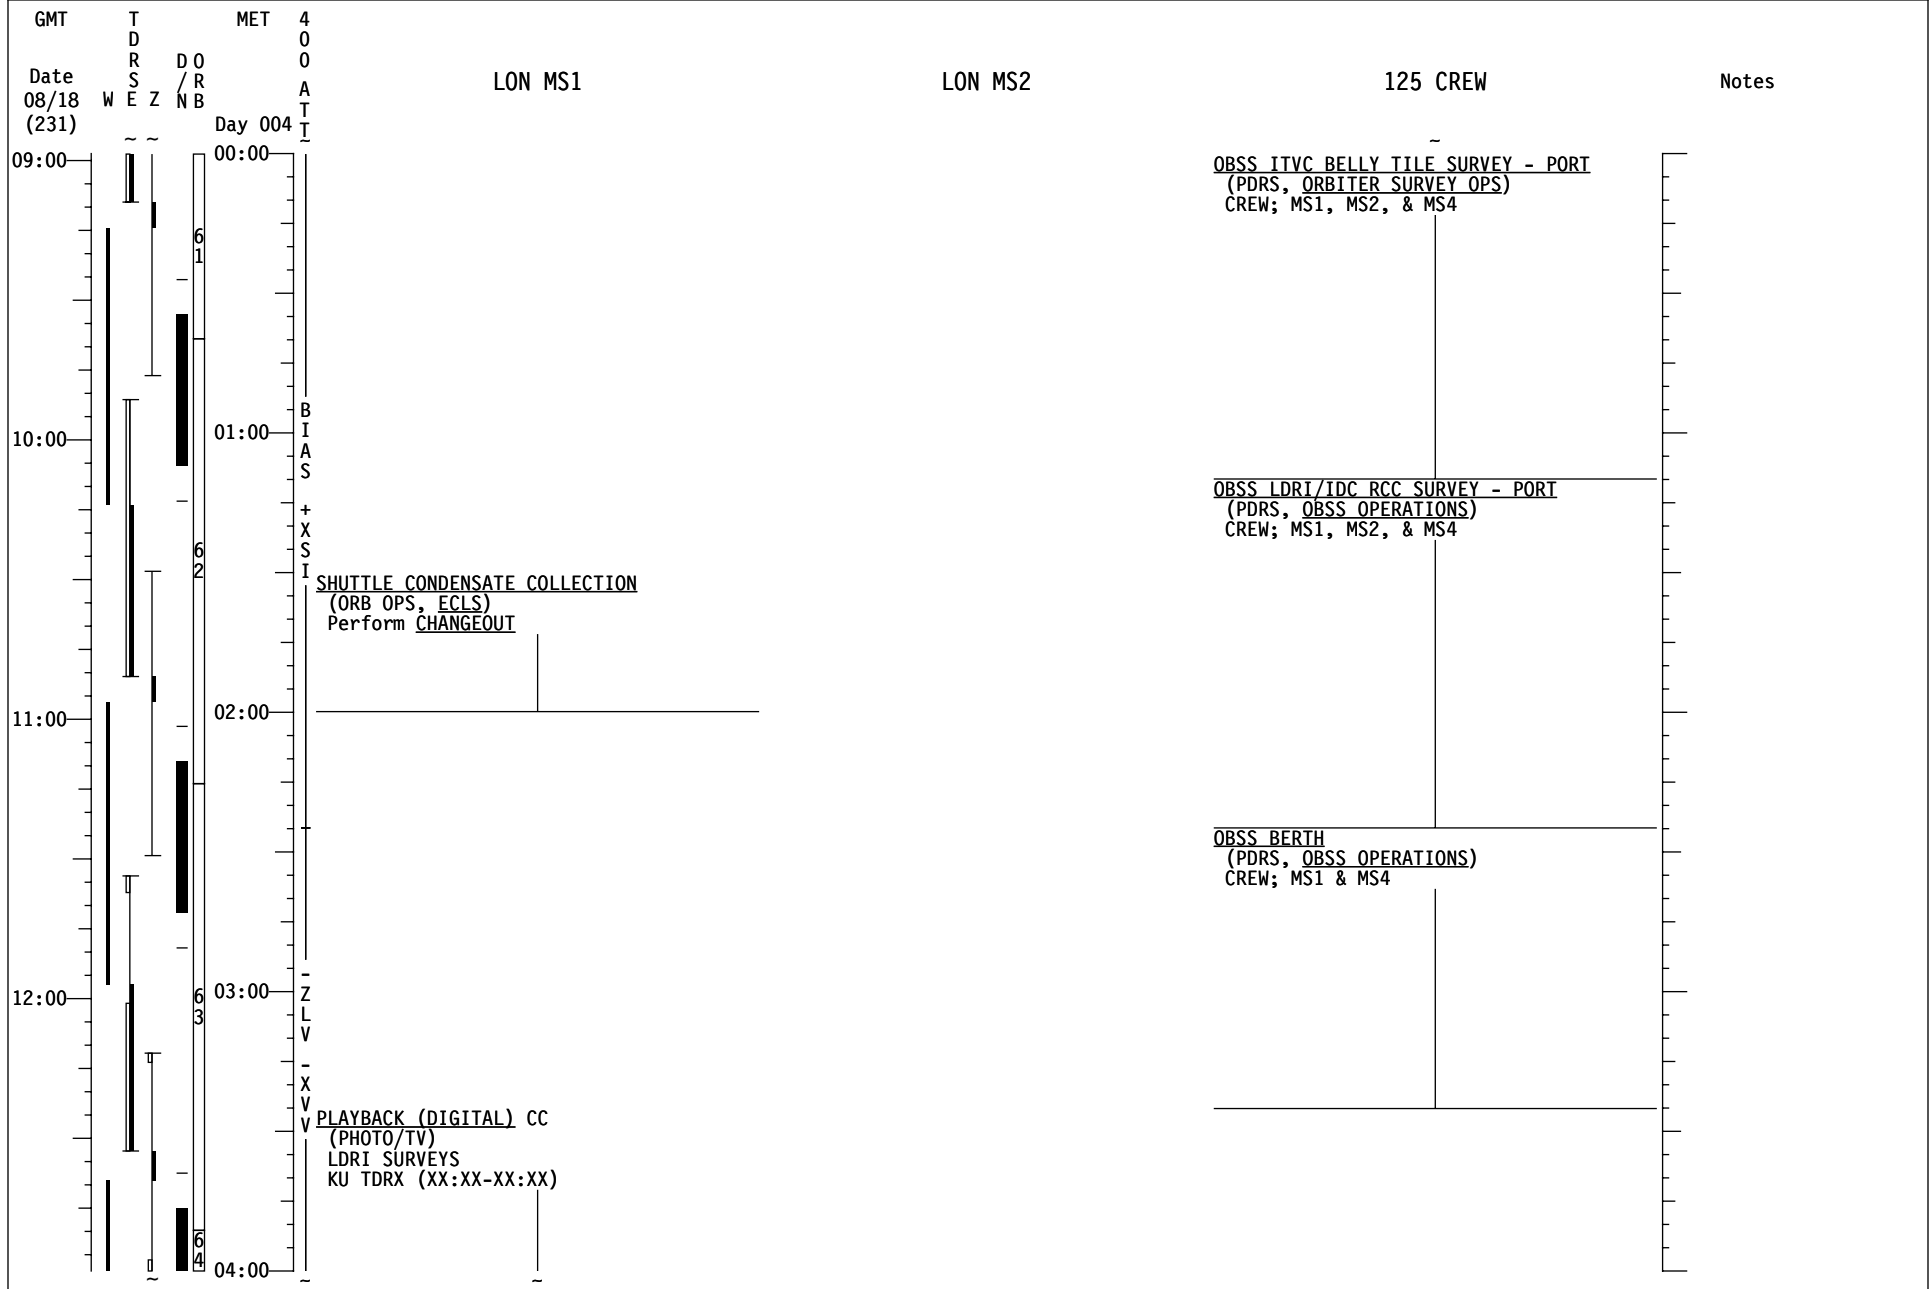 GMT
TDRS
MET
400 ATT
Date
08/18
(231)
W E Z
D/N
ORB
Day 004
LON MS1
LON MS2
125 CREW
Notes
~ ~
~
~
09:00
10:00
11:00
12:00
61
62
63
64
00:00
01:00
02:00
03:00
04:00
BIAS +XSI
-ZLV -XVV
SHUTTLE CONDENSATE COLLECTION
(ORB OPS, ECLS)
Perform CHANGEOUT
PLAYBACK (DIGITAL) CC
(PHOTO/TV)
LDRI SURVEYS
KU TDRX (XX:XX-XX:XX)
OBSS ITVC BELLY TILE SURVEY - PORT
(PDRS, ORBITER SURVEY OPS)
CREW; MS1, MS2, & MS4
OBSS LDRI/IDC RCC SURVEY - PORT
(PDRS, OBSS OPERATIONS)
CREW; MS1, MS2, & MS4
OBSS BERTH
(PDRS, OBSS OPERATIONS)
CREW; MS1 & MS4
~
~
~